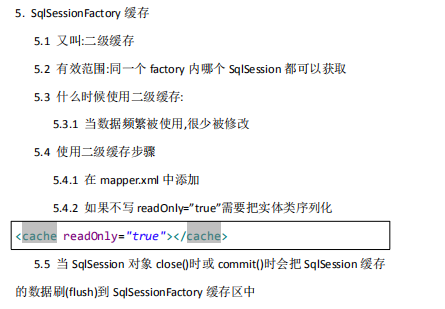 5. SqlSessionFactory 缓存
5.1 又叫:二级缓存
5.2 有效范围:同一个 factory 内哪个 SqlSession 都可以获取
5.3 什么时候使用二级缓存:
5.3.1 当数据频繁被使用,很少被修改
5.4 使用二级缓存步骤
5.4.1 在 mapper.xml 中添加
5.4.2 如果不写 readOnly=”true”需要把实体类序列化
<cache readOnly="true"></cache>
5.5 当 SqlSession 对象 close()时或 commit()时会把 SqlSession 缓存
的数据刷(flush)到 SqlSessionFactory 缓存区中